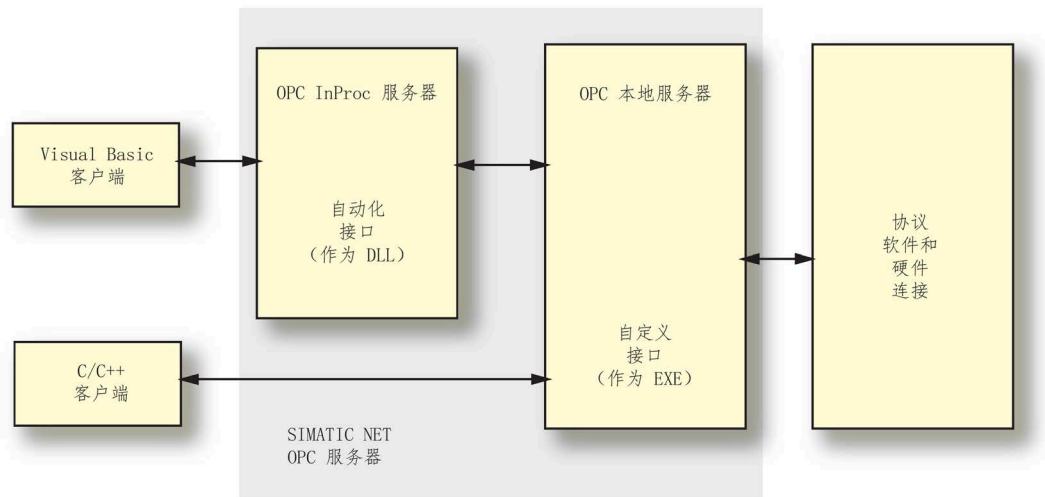 OPC InProc 服务器
OPC 本地服务器
Visual Basic
客户端
自动化
接口
（作为 DLL）
协议
软件和
硬件
连接
自定义
接口
（作为 EXE）
C/C++
客户端
SIMATIC NET
OPC 服务器